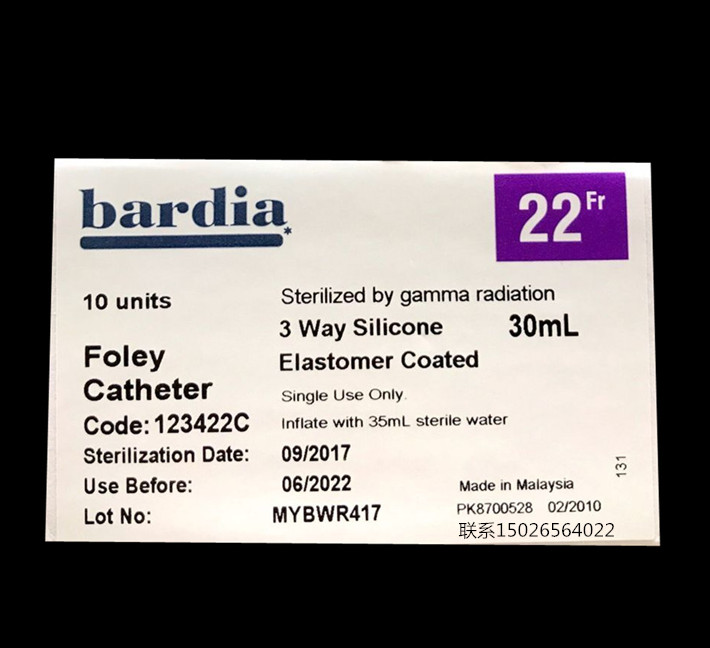 bardia*
22 Fr
10 units
Sterilized by gamma radiation
3 Way Silicone 30mL
Foley
Elastomer Coated
Catheter
Single Use Only.
Code: 123422C
Inflate with 35mL sterile water
Sterilization Date: 09/2017
Use Before: 06/2022
Made in Malaysia
131
Lot No: MYBWR417
PK8700528 02/2010
联系15026564022